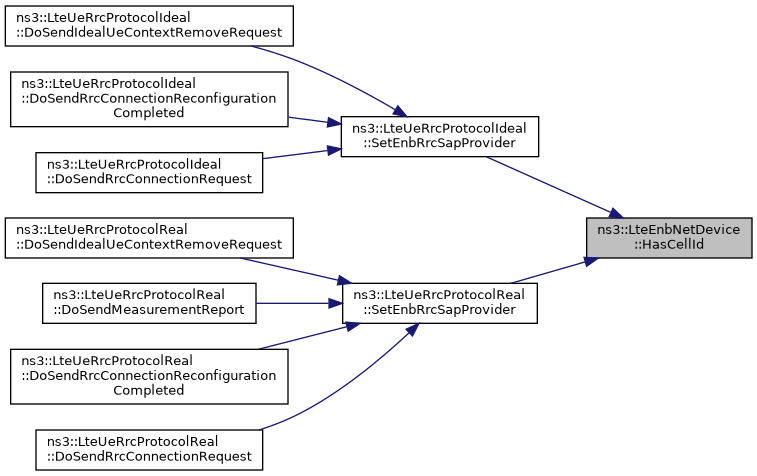 ns3::LteUeRrcProtocolIdeal
::DoSendIdealUeContextRemoveRequest
ns3::LteUeRrcProtocolIdeal
::DoSendRrcConnectionReconfiguration
Completed
ns3::LteUeRrcProtocolIdeal
::DoSendRrcConnectionRequest
ns3::LteUeRrcProtocolIdeal
::SetEnbRrcSapProvider
ns3::LteEnbNetDevice
::HasCellId
ns3::LteUeRrcProtocolReal
::DoSendIdealUeContextRemoveRequest
ns3::LteUeRrcProtocolReal
::DoSendMeasurementReport
ns3::LteUeRrcProtocolReal
::SetEnbRrcSapProvider
ns3::LteUeRrcProtocolReal
::DoSendRrcConnectionReconfiguration
Completed
ns3::LteUeRrcProtocolReal
::DoSendRrcConnectionRequest